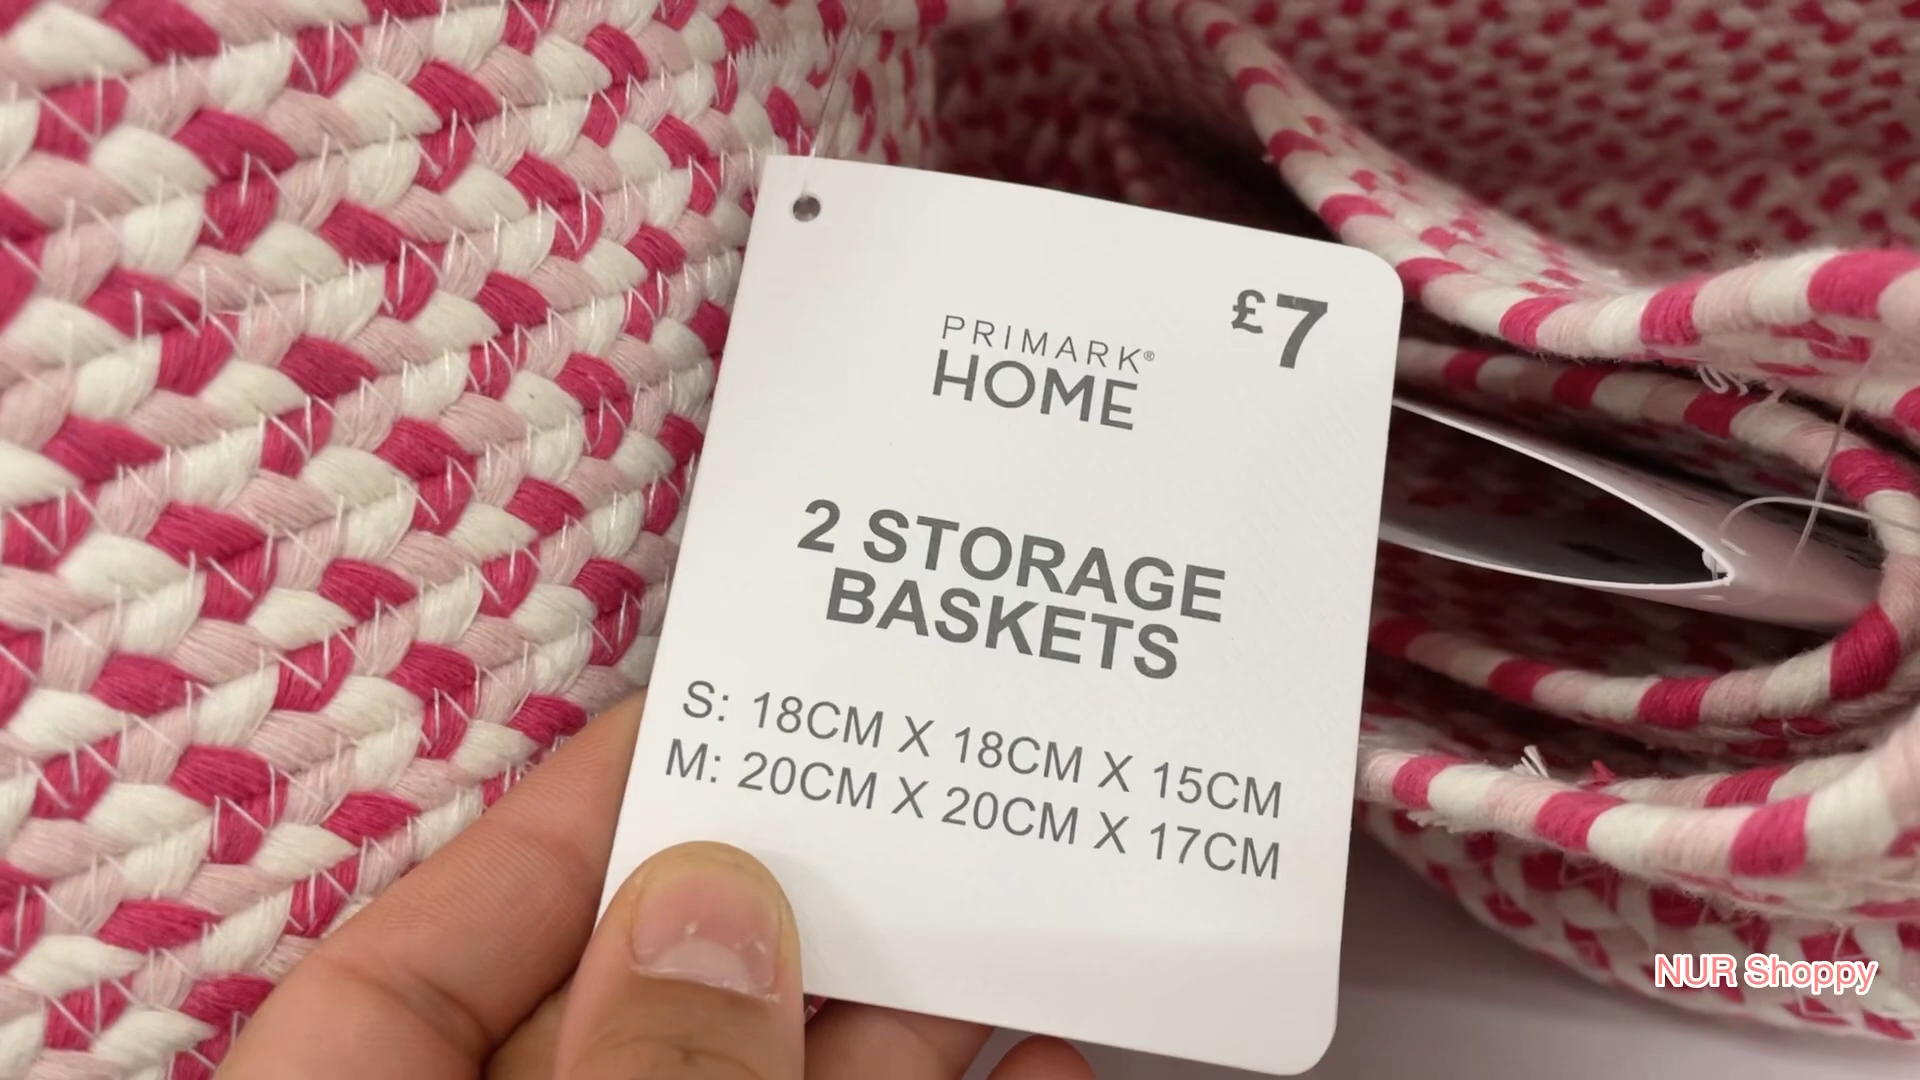 £7
PRIMARK®
HOME
2 STORAGE
BASKETS
S: 18CM X 18CM X 15CM
M: 20CM X 20CM X 17CM
NUR Shoppy